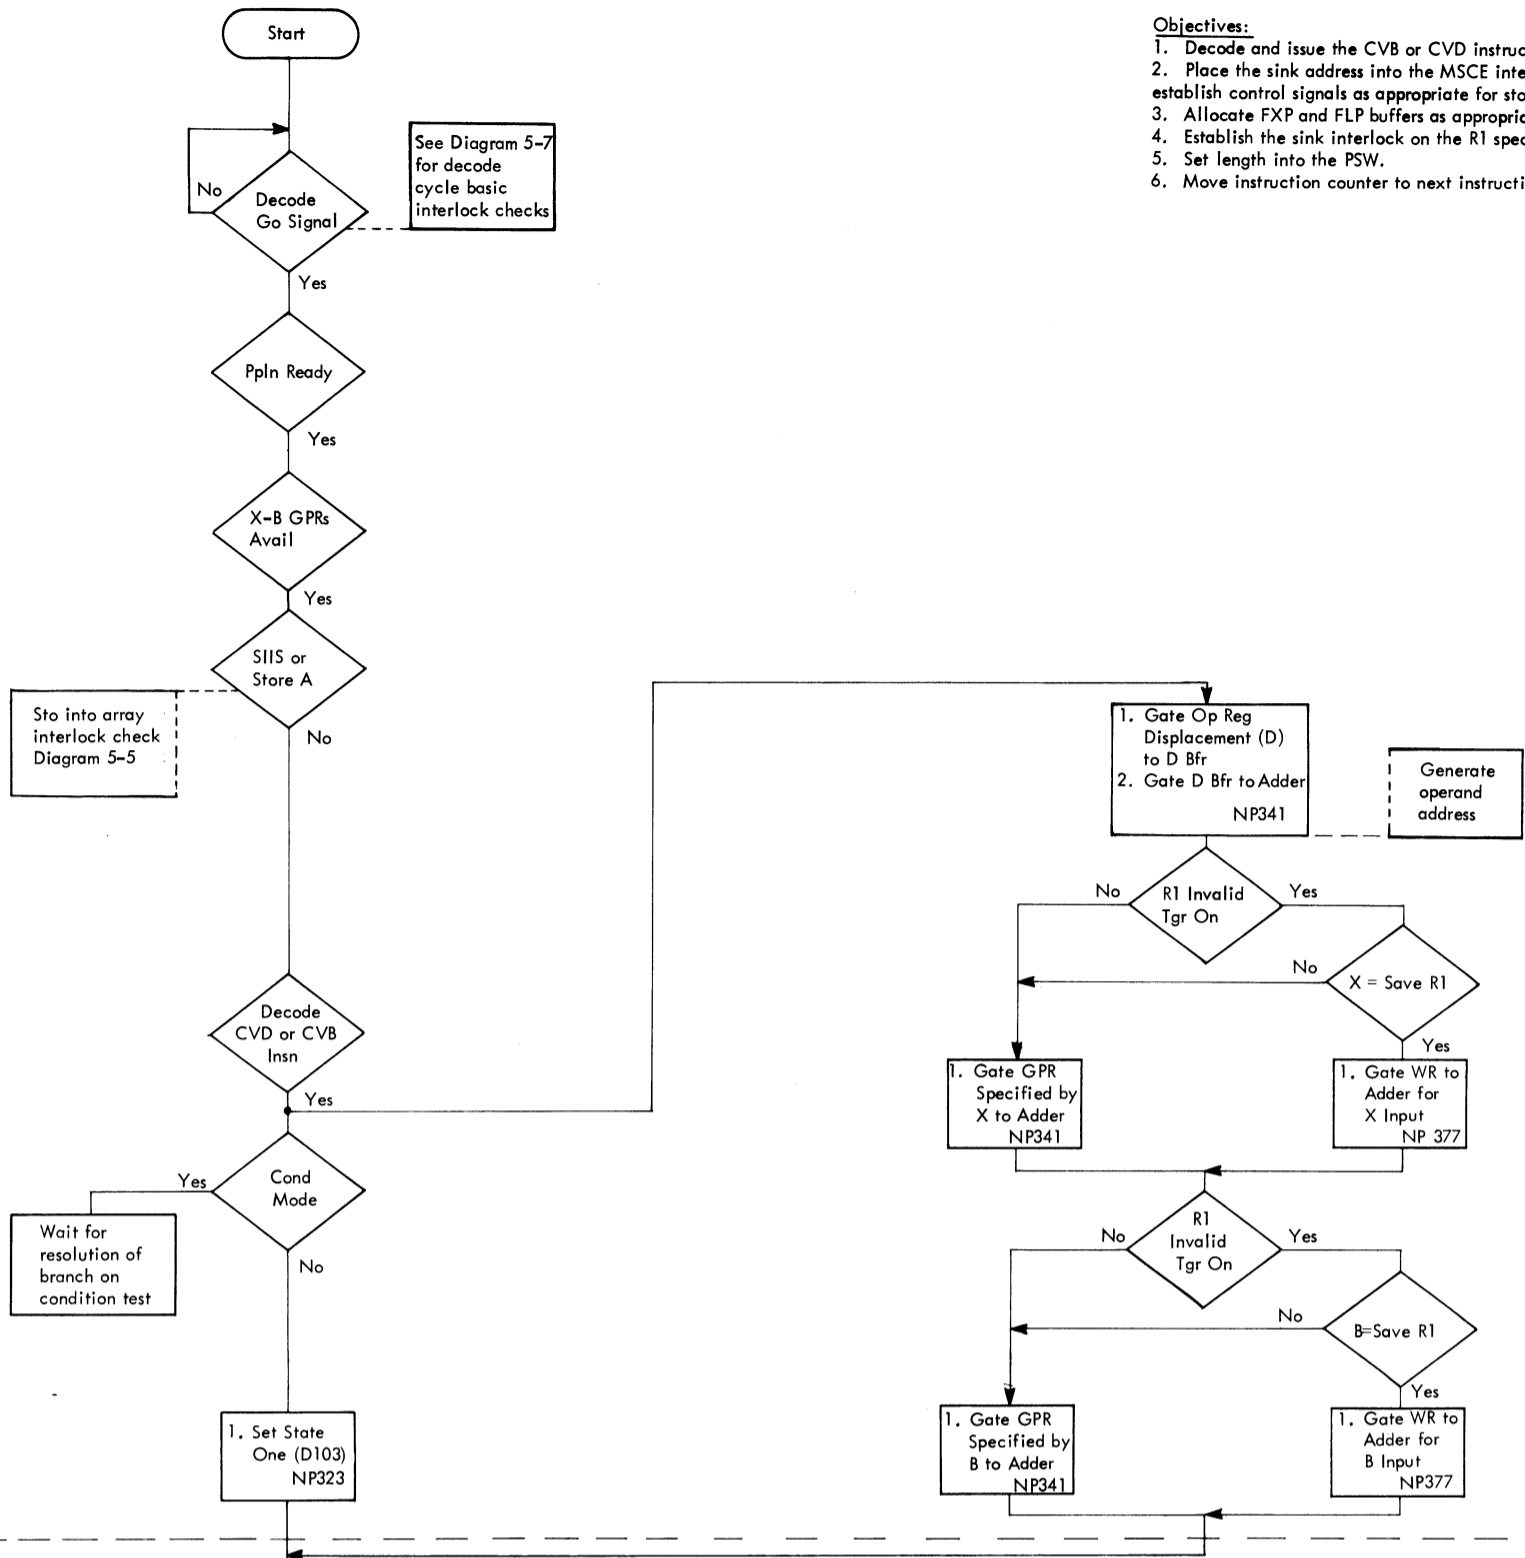 Start
Objectives:
1. Decode and issue the CVB or CVD instruc
2. Place the sink address into the MSCE inte
establish control signals as appropriate for sto
3. Allocate FXP and FLP buffers as appropria
4. Establish the sink interlock on the R1 spec
5. Set length into the PSW.
6. Move instruction counter to next instructi
See Diagram 5-7
for decode
cycle basic
interlock checks
No
Decode
Go Signal
Yes
Ppln Ready
Yes
X-B GPRs
Avail
Yes
SIIS or
Store A
No
Sto into array
interlock check
Diagram 5-5
Decode
CVD or CVB
Insn
Yes
Cond
Mode
Yes
No
Wait for
resolution of
branch on
condition test
1. Set State
One (D103)
NP323
1. Gate Op Reg
Displacement (D)
to D Bfr
2. Gate D Bfr to Adder
NP341
Generate
operand
address
No
R1 Invalid
Tgr On
Yes
No
X = Save R1
Yes
1. Gate GPR
Specified by
X to Adder
NP341
1. Gate WR to
Adder for
X Input
NP 377
No
R1
Invalid
Tgr On
Yes
No
B=Save R1
Yes
1. Gate GPR
Specified by
B to Adder
NP341
1. Gate WR to
Adder for
B Input
NP377